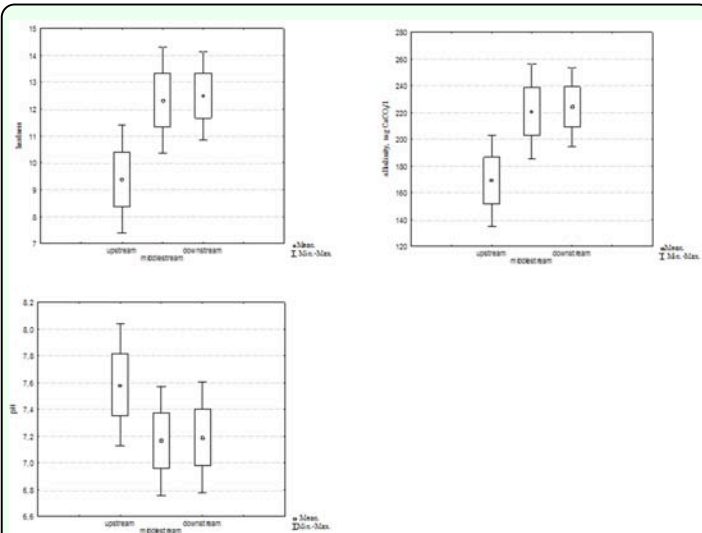 15
14
13
12
11
10
9
8
7
hardness
upstream
middlestream
downstream
Mean.
Min.-Max.
280
260
240
220
200
180
160
140
120
alkalinity, mg CaCO3/l
upstream
middlestream
downstream
Mean.
Min.-Max.
8,2
8,0
7,8
7,6
7,4
7,2
7,0
6,8
6,6
pH
upstream
middlestream
downstream
Mean.
Min.-Max.